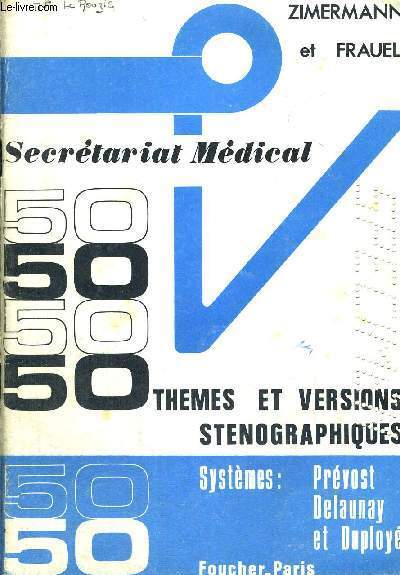 Le-Livre.com
ZIMERMANN
et FRAUEL
Secrétariat Médical
50
50
50
50
THEMES ET VERSIONS
STENOGRAPHIQUES
50
50
Systèmes: Prévost
Delaunay
et Duployé
Foucher-Paris